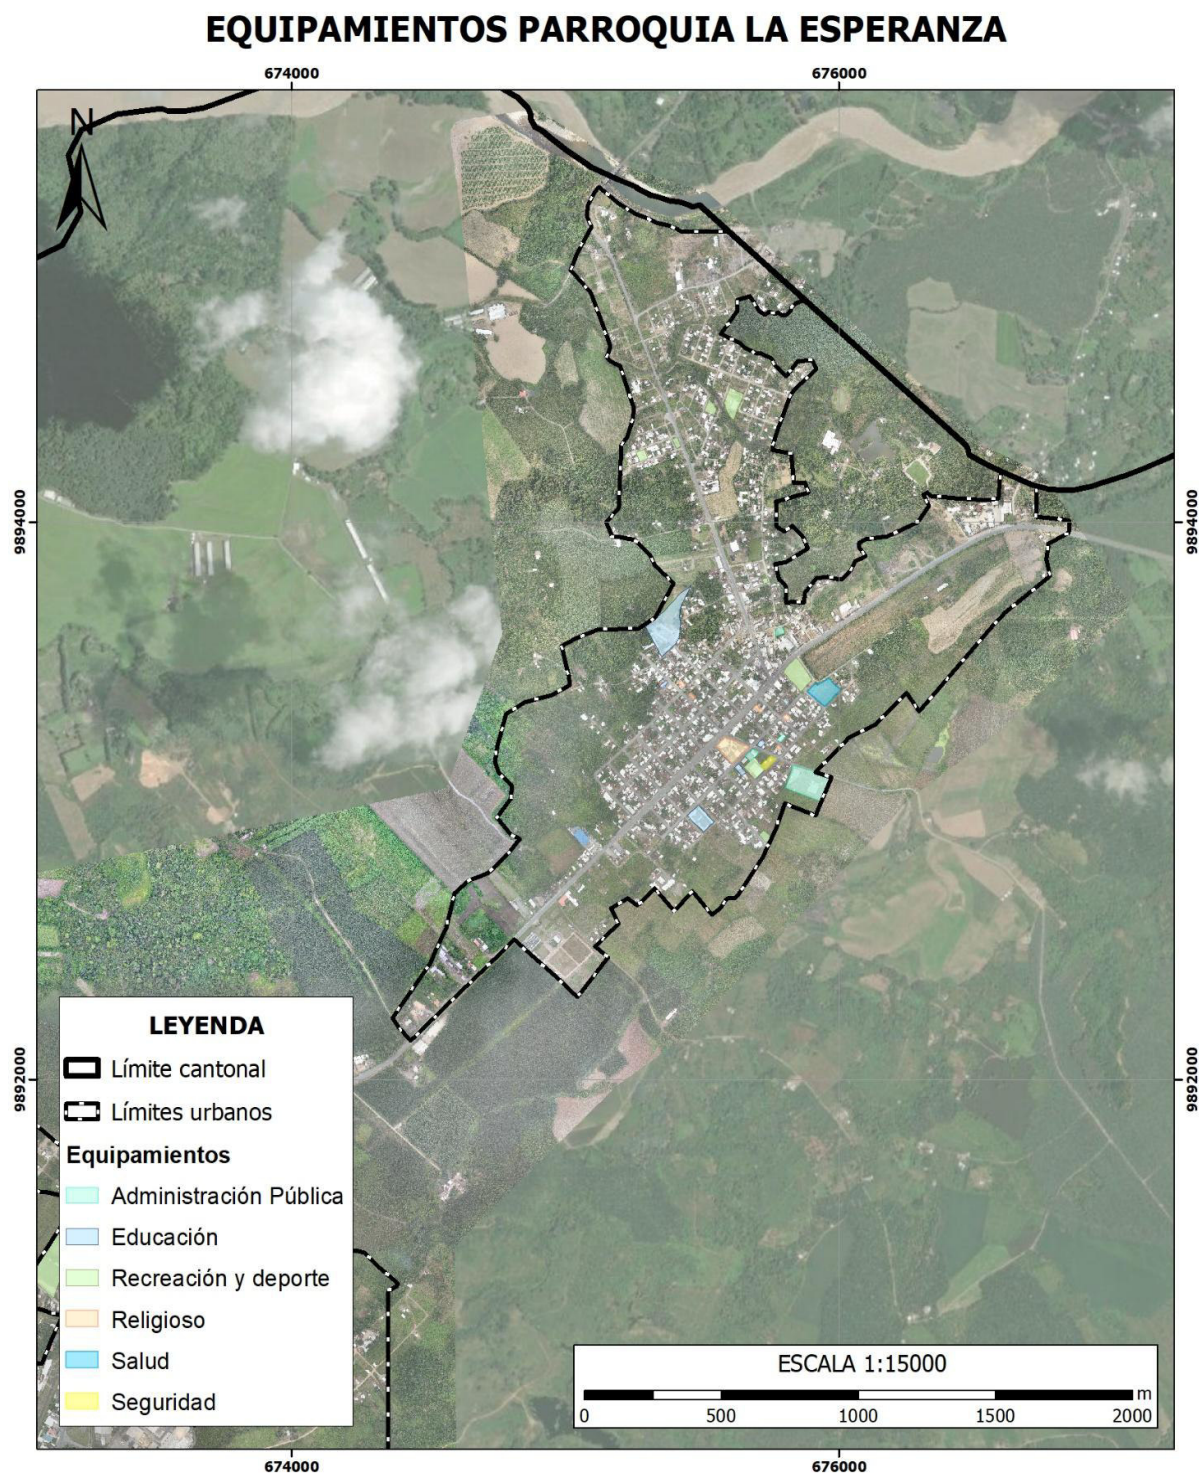 EQUIPAMIENTOS PARROQUIA LA ESPERANZA
674000
676000
N
9894000
9894000
9892000
9892000
LEYENDA
Límite cantonal
Límites urbanos
Equipamientos
Administración Pública
Educación
Recreación y deporte
Religioso
Salud
Seguridad
ESCALA 1:15000
m
0 500 1000 1500 2000
674000
676000